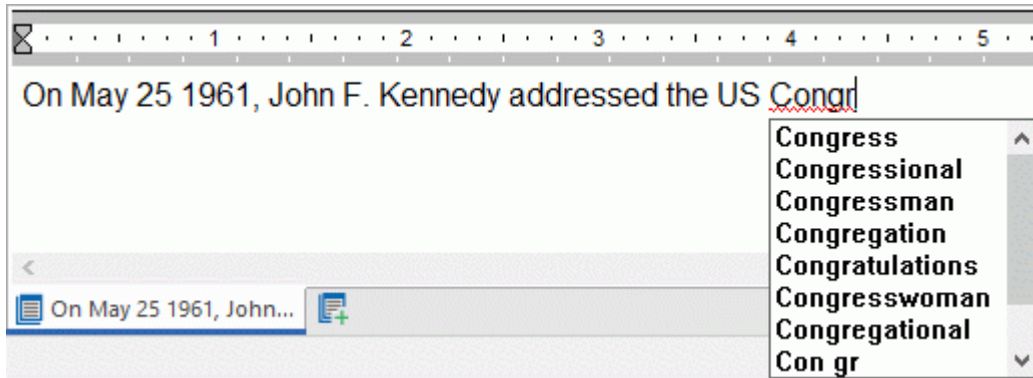 1 2 3 4 5
On May 25 1961, John F. Kennedy addressed the US Congr
Congress
Congressional
Congressman
Congregation
Congratulations
Congresswoman
Congregational
Con gr
On May 25 1961, John...